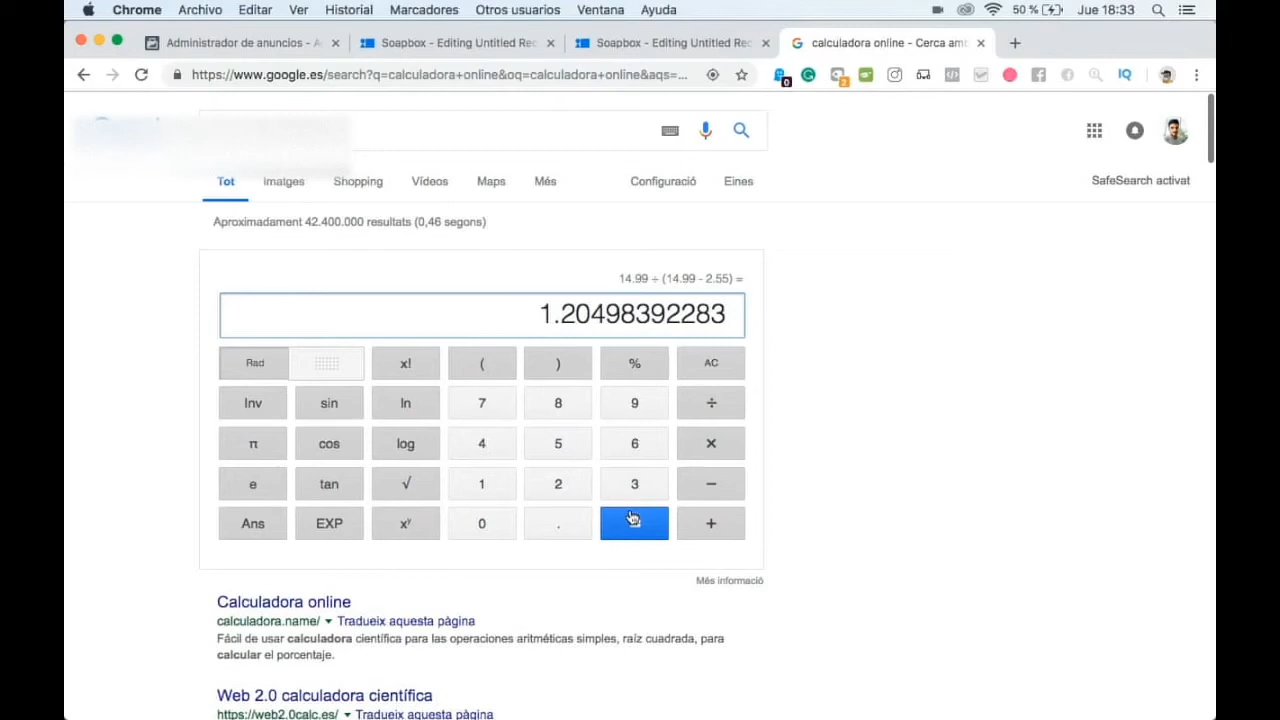 Chrome Archivo Editar Ver Historial Marcadores Otros usuarios Ventana Ayuda 50 % Jue 18:33
Administrador de anuncios - A Soapbox - Editing Untitled Rec Soapbox - Editing Untitled Rec calculadora online - Cerca amb
https://www.google.es/search?q=calculadora+online&oq=calculadora+online&aqs=... 0 2 IQ
Tot Imatges Shopping Vídeos Maps Més Configuració Eines SafeSearch activat
Aproximadament 42.400.000 resultats (0,46 segons)
14.99 ÷ (14.99 - 2.55) =
1.20498392283
Rad x! ( ) % AC
Inv sin ln 7 8 9 ÷
π cos log 4 5 6 ×
e tan √ 1 2 3 −
Ans EXP xʸ 0 . +
Més informació
Calculadora online
calculadora.name/ Tradueix aquesta pàgina
Fácil de usar calculadora científica para las operaciones aritméticas simples, raíz cuadrada, para
calcular el porcentaje.
Web 2.0 calculadora científica
https://web2.0calc.es/ Tradueix aquesta pàgina